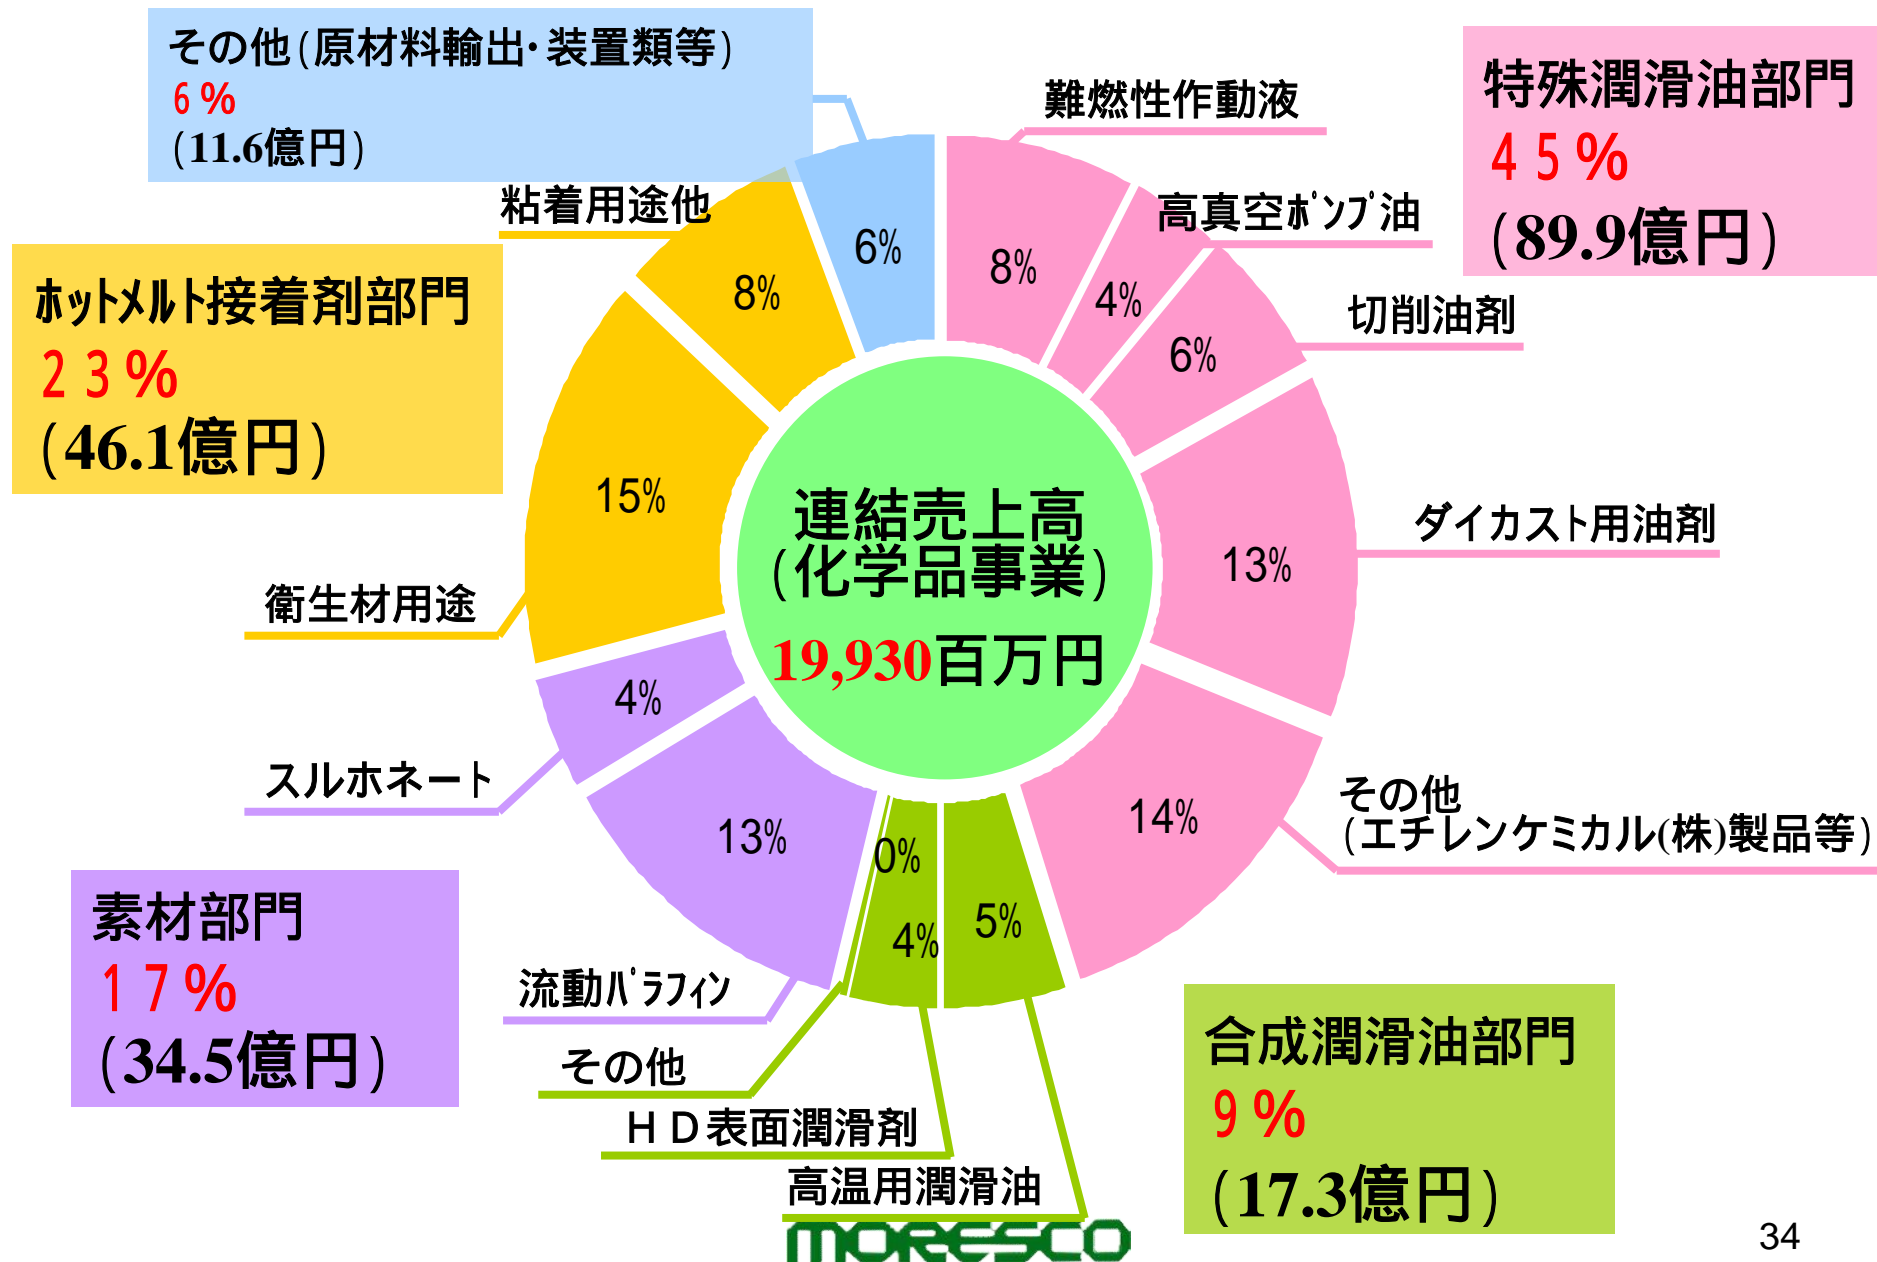 その他(原材料輸出・装置類等)
6%
(11.6億円)
特殊潤滑油部門
45%
(89.9億円)
難燃性作動液
高真空ﾎﾟﾝﾌﾟ油
切削油剤
ダイカスト用油剤
その他
(エチレンケミカル(株)製品等)
粘着用途他
ﾎｯﾄﾒﾙﾄ接着剤部門
23%
(46.1億円)
衛生材用途
スルホネート
素材部門
17%
(34.5億円)
流動ﾊﾟﾗﾌｨﾝ
その他
HD表面潤滑剤
高温用潤滑油
合成潤滑油部門
9%
(17.3億円)
6%
8%
4%
6%
13%
14%
5%
4%
0%
13%
4%
15%
8%
連結売上高
(化学品事業)
19,930百万円
MORESCO
34